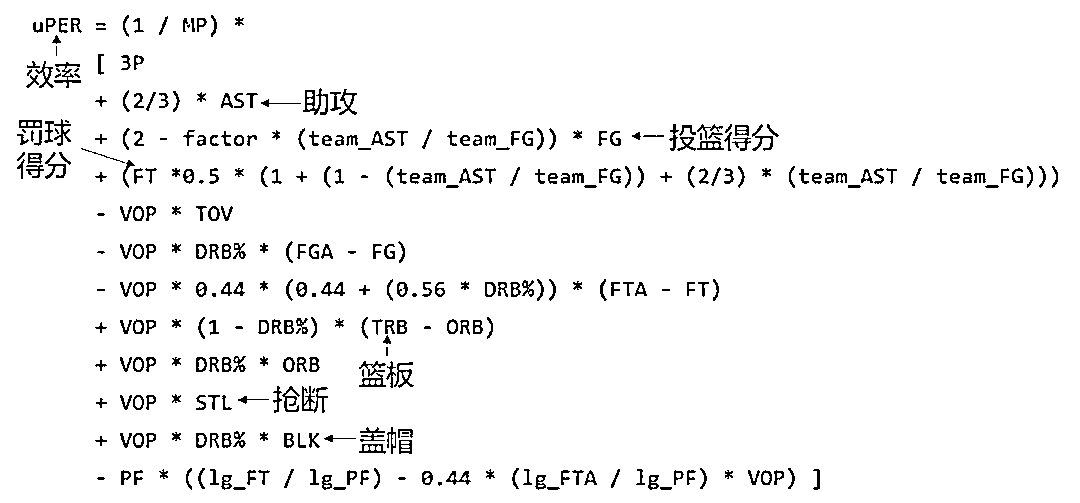 uPER = (1 / MP) *
效率
[ 3P
+ (2/3) * AST 助攻
+ (2 - factor * (team_AST / team_FG)) * FG 投篮得分
罚球
得分
+ (FT *0.5 * (1 + (1 - (team_AST / team_FG)) + (2/3) * (team_AST / team_FG)))
- VOP * TOV
- VOP * DRB% * (FGA - FG)
- VOP * 0.44 * (0.44 + (0.56 * DRB%)) * (FTA - FT)
+ VOP * (1 - DRB%) * (TRB - ORB)
篮板
+ VOP * DRB% * ORB
+ VOP * STL 抢断
+ VOP * DRB% * BLK 盖帽
- PF * ((lg_FT / lg_PF) - 0.44 * (lg_FTA / lg_PF) * VOP) ]